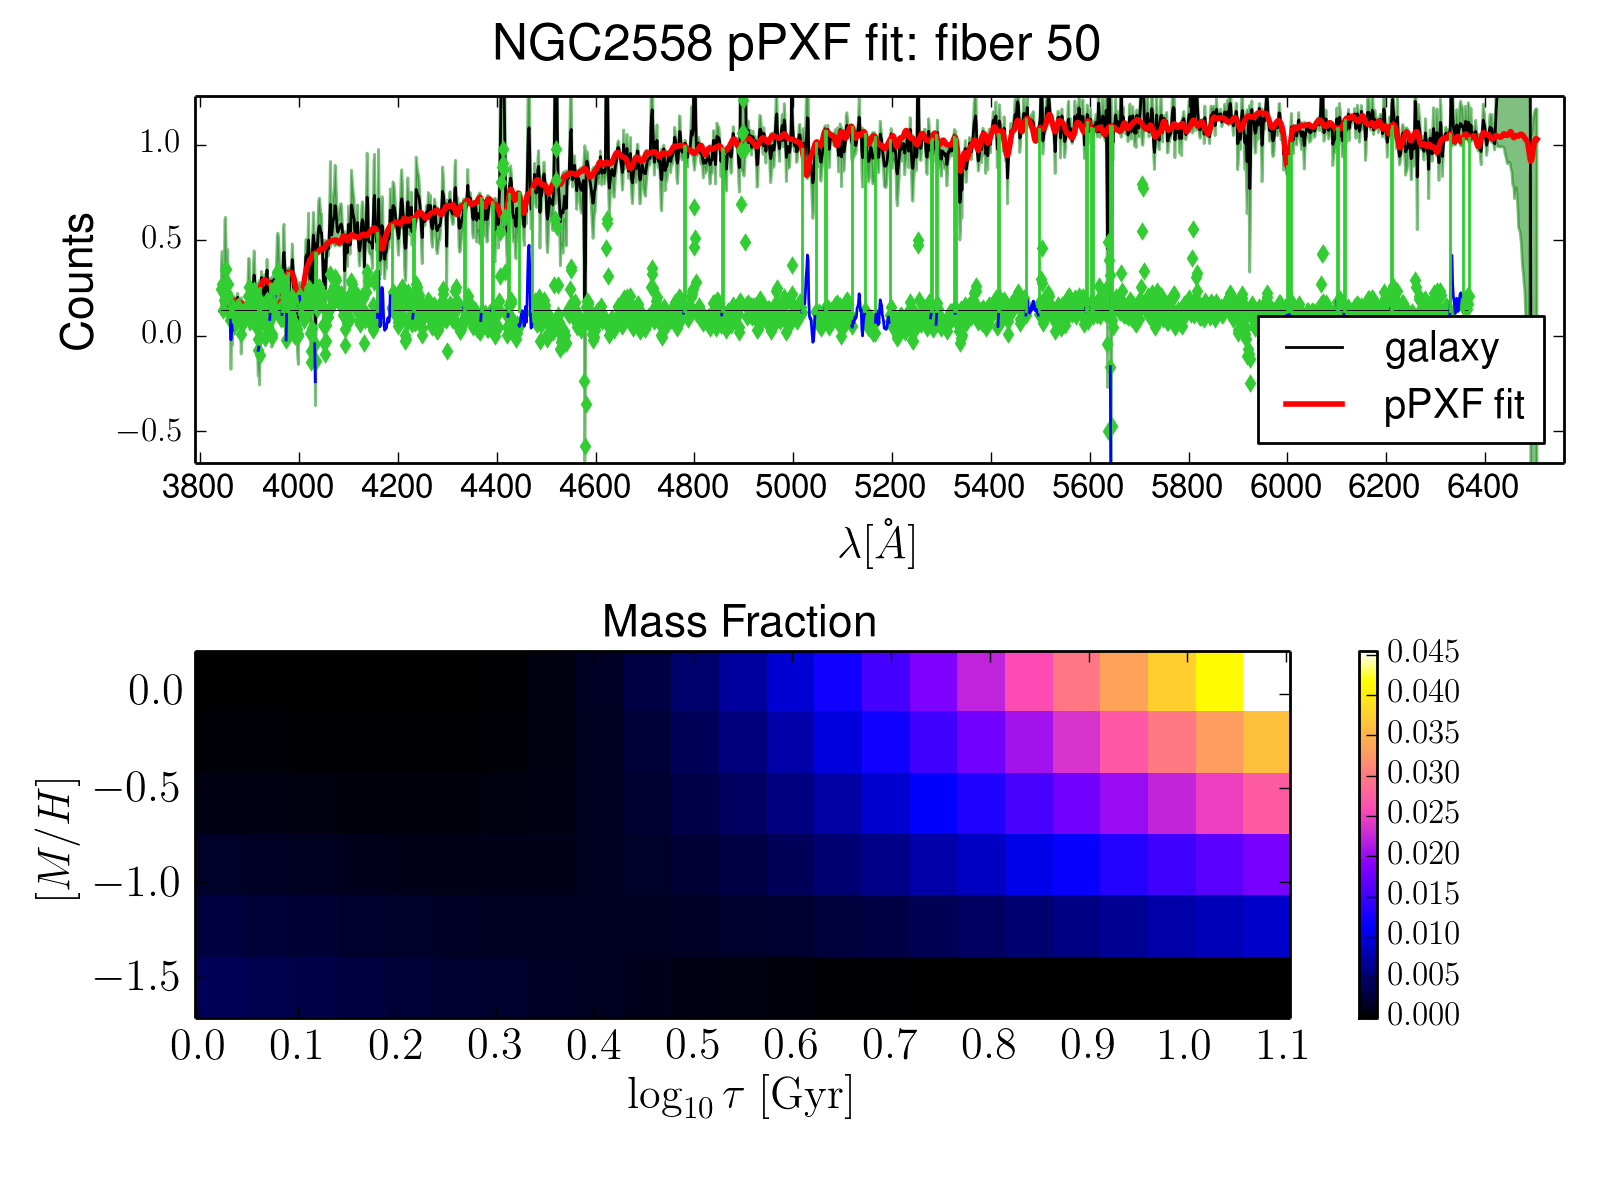 NGC2558 pPXF fit: fiber 50
Counts
1.0
0.5
0.0
−0.5
galaxy
pPXF fit
3800 4000 4200 4400 4600 4800 5000 5200 5400 5600 5800 6000 6200 6400
λ[Å]
Mass Fraction
[M/H]
0.0
−0.5
−1.0
−1.5
0.0 0.1 0.2 0.3 0.4 0.5 0.6 0.7 0.8 0.9 1.0 1.1
log₁₀ τ [Gyr]
0.045
0.040
0.035
0.030
0.025
0.020
0.015
0.010
0.005
0.000